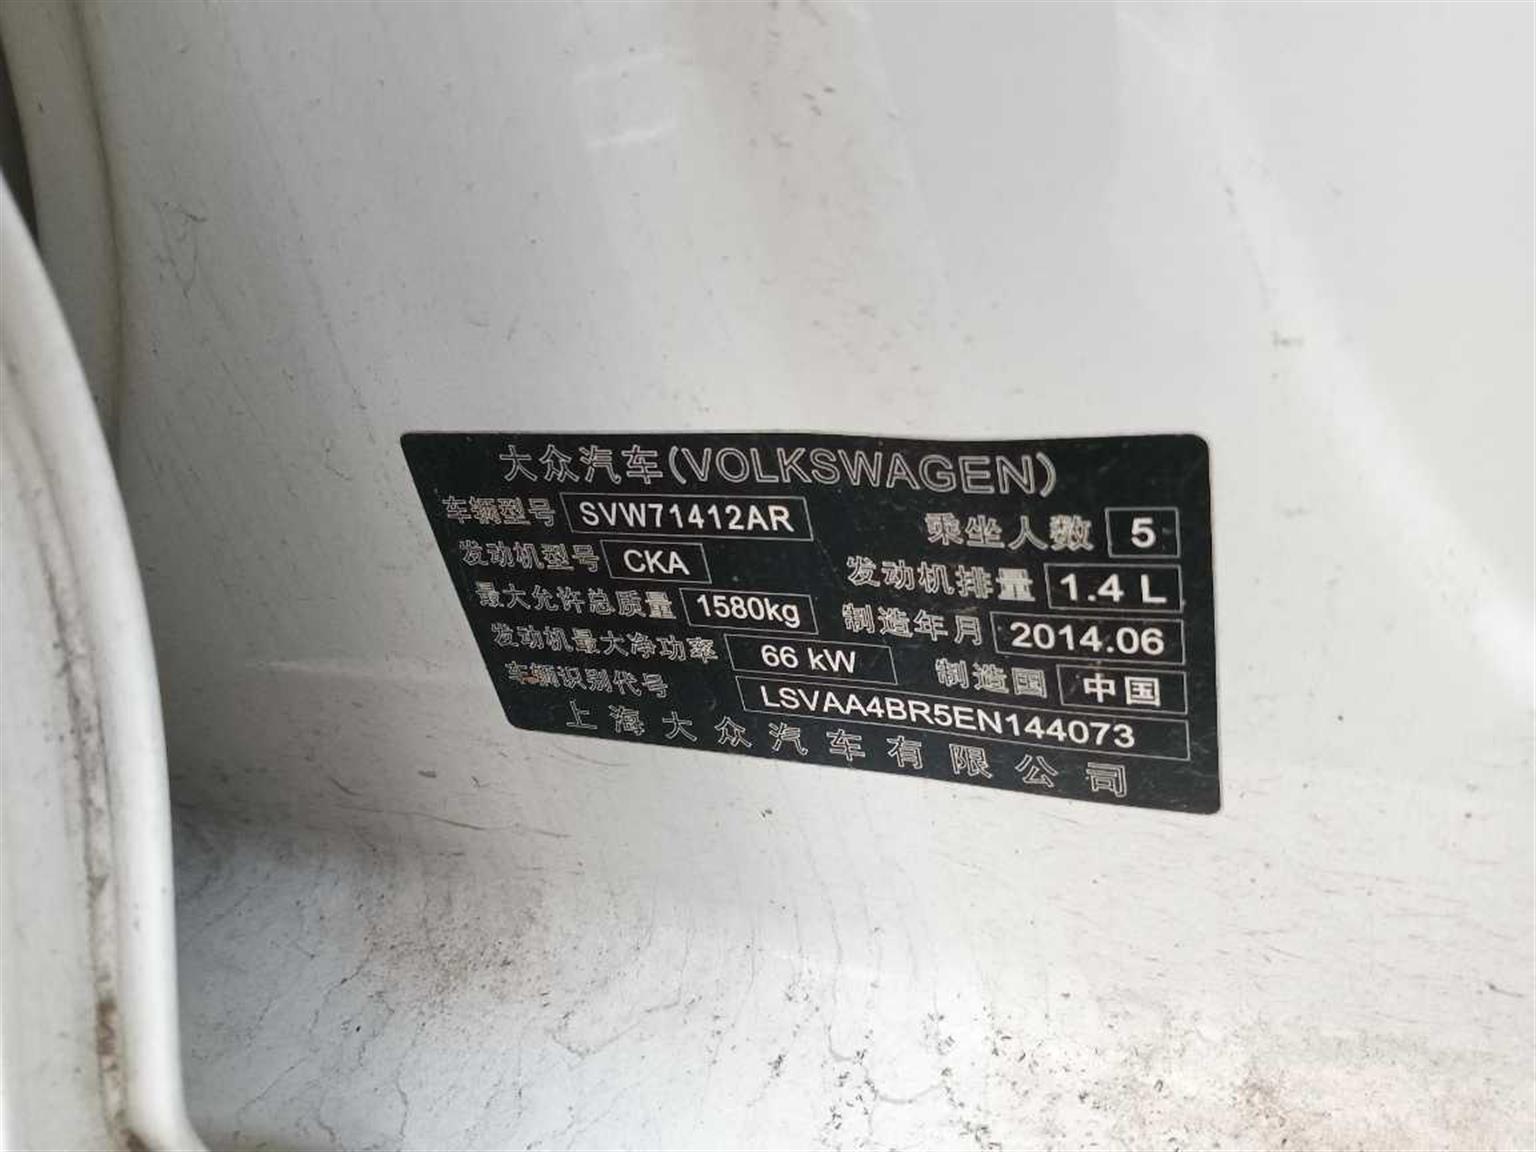 大众汽车(VOLKSWAGEN)
车辆型号 SVW71412AR 乘坐人数 5
发动机型号 CKA 发动机排量 1.4 L
最大允许总质量 1580kg 制造年月 2014.06
发动机最大净功率 66 kW 制造国 中国
车辆识别代号 LSVAA4BR5EN144073
上海大众汽车有限公司